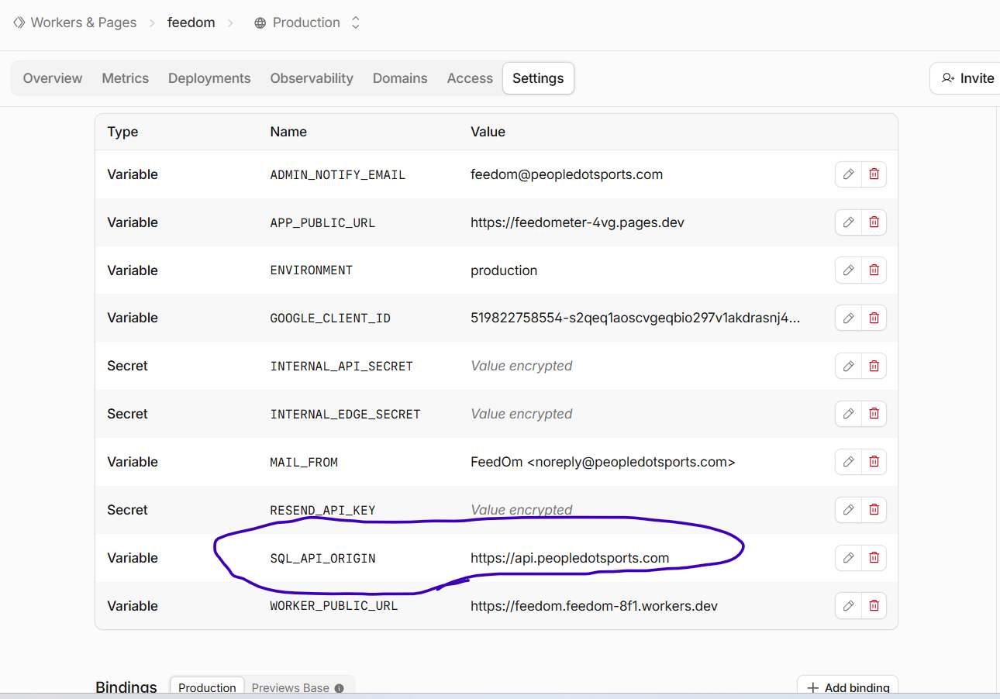 Workers & Pages > feedom > Production
Overview Metrics Deployments Observability Domains Access Settings Invite
Type Name Value
Variable ADMIN_NOTIFY_EMAIL feedom@peopledotsports.com
Variable APP_PUBLIC_URL https://feedometer-4vg.pages.dev
Variable ENVIRONMENT production
Variable GOOGLE_CLIENT_ID 519822758554-s2qeq1aoscvgeqbio297v1akdrasnj4...
Secret INTERNAL_API_SECRET Value encrypted
Secret INTERNAL_EDGE_SECRET Value encrypted
Variable MAIL_FROM FeedOm <noreply@peopledotsports.com>
Secret RESEND_API_KEY Value encrypted
Variable SQL_API_ORIGIN https://api.peopledotsports.com
Variable WORKER_PUBLIC_URL https://feedom.feedom-8f1.workers.dev
Bindings Production Previews Base Add binding